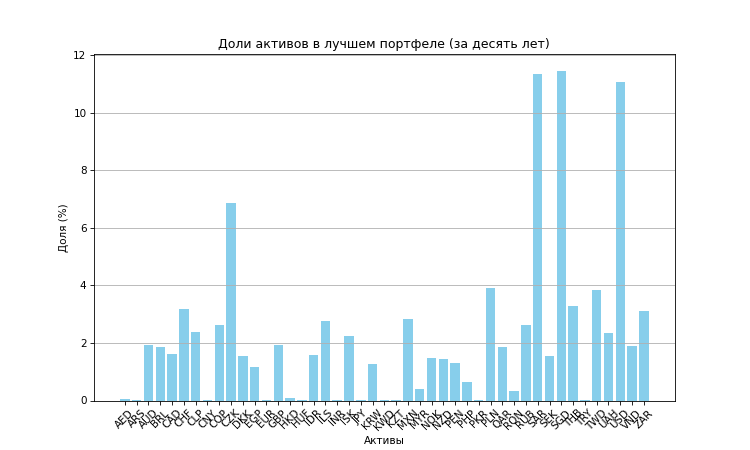 Доли активов в лучшем портфеле (за десять лет)
12
10
8
6
4
2
0
Доля (%)
AED
ARS
AUD
BRL
CAD
CHF
CLP
CNY
COP
CZK
DKK
EGP
EUR
GBP
HKD
HUF
IDR
ILS
INR
ISK
JPY
KRW
KWD
KZT
MXN
MYR
NOK
NZD
PEN
PHP
PKR
PLN
QAR
RON
RUB
SAR
SEK
SGD
THB
TRY
TWD
UAH
USD
VND
ZAR
Активы